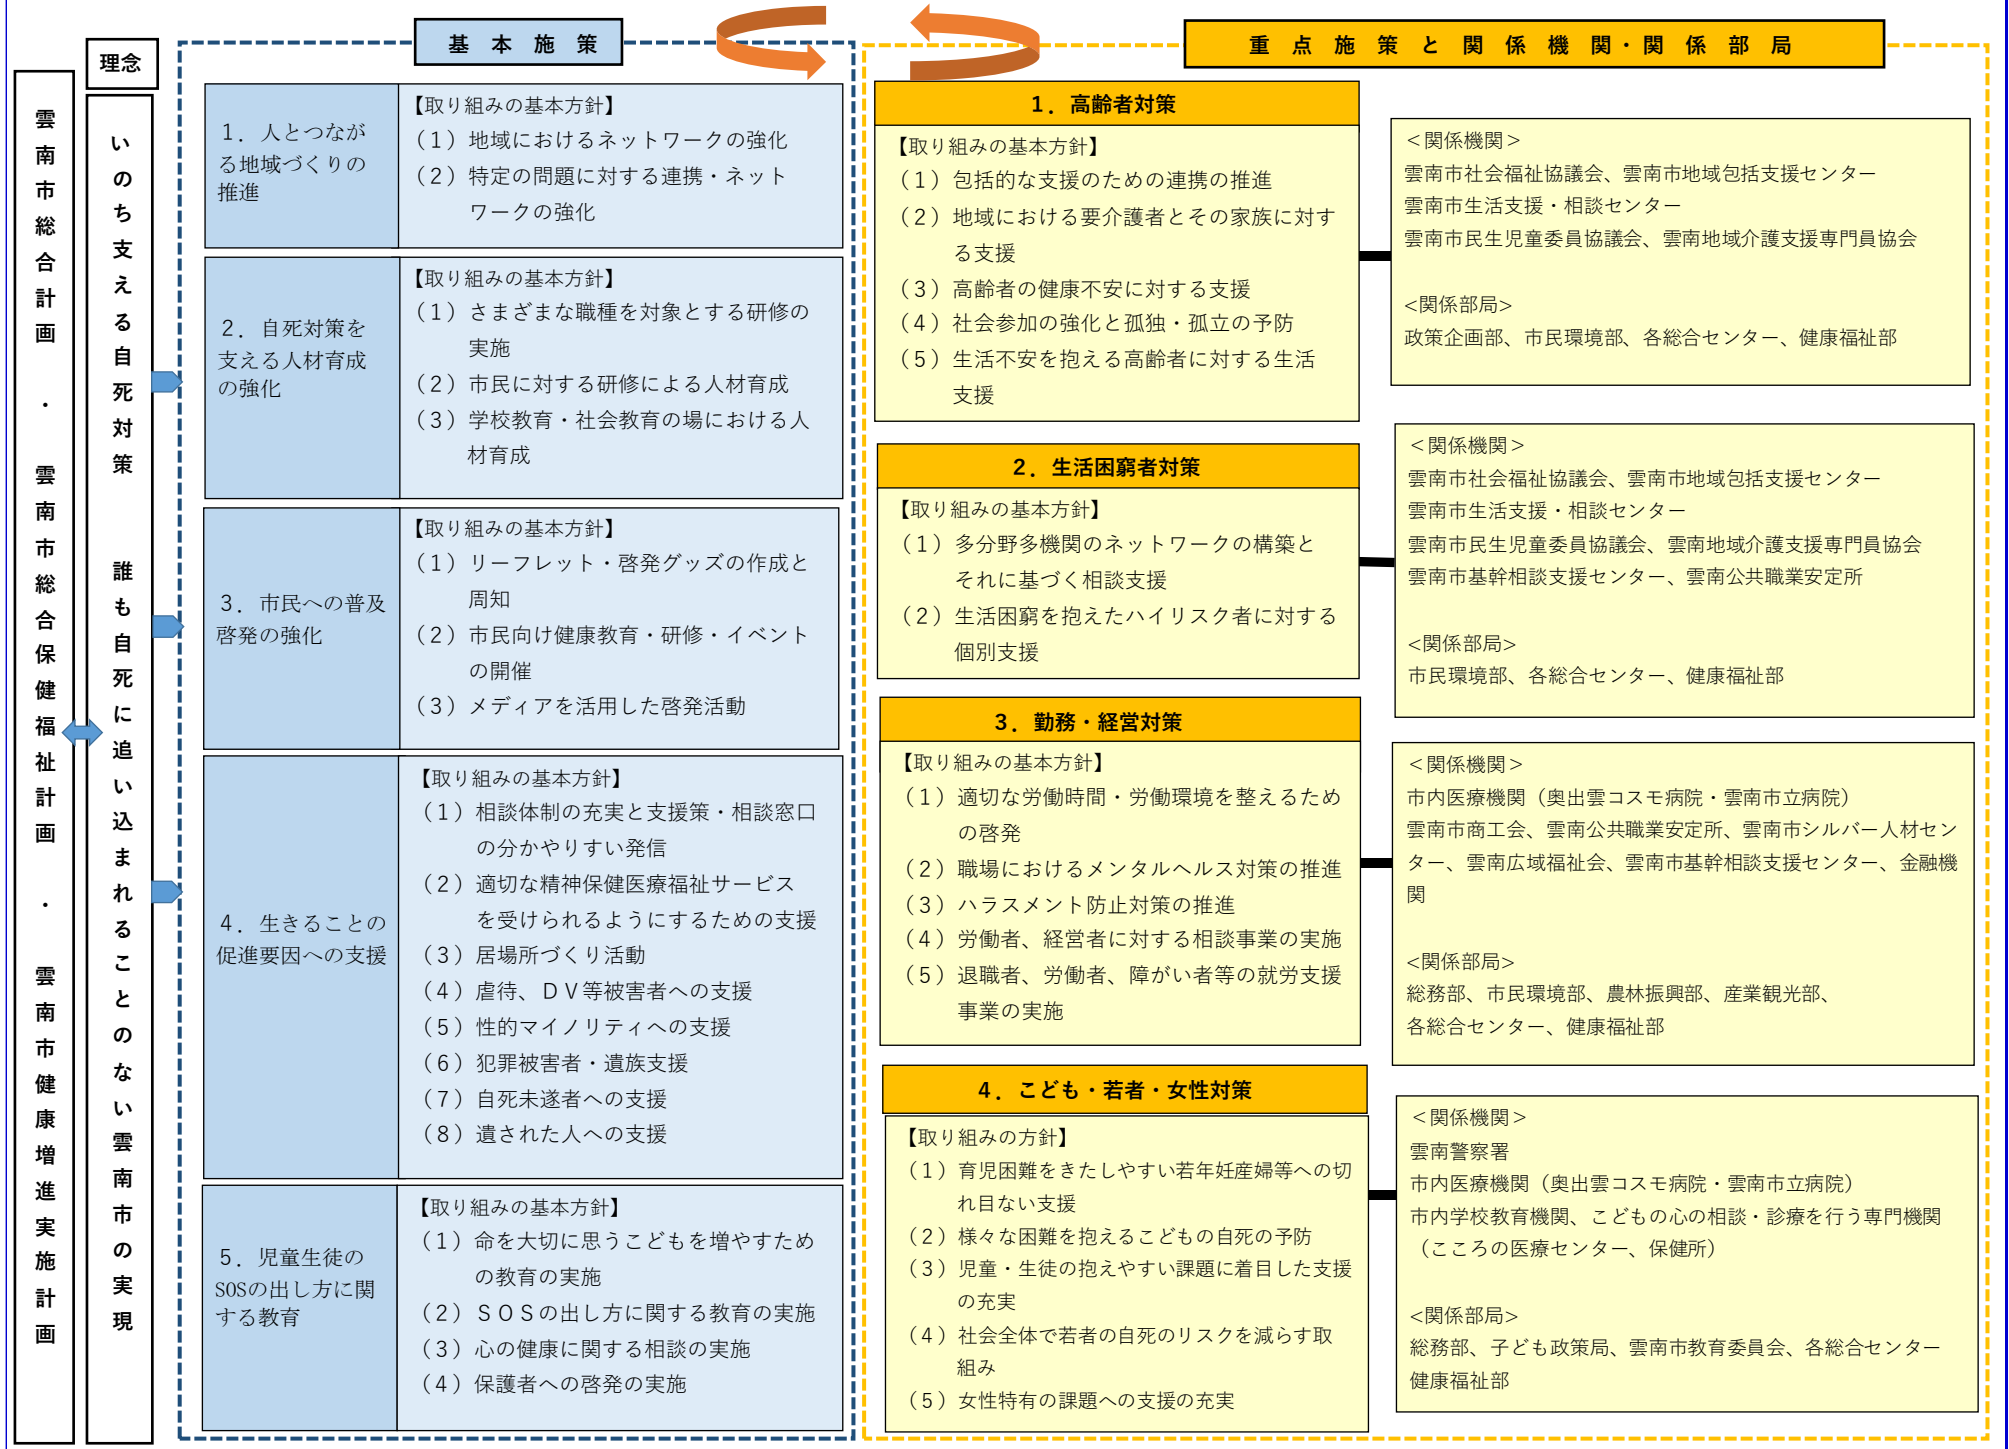 雲南市総合計画　・　雲南市総合保健福祉計画　・　雲南市健康増進実施計画
理念
いのち支える自死対策　誰も自死に追い込まれることのない雲南市の実現
基本施策
1．人とつなが
る地域づくりの
推進
【取り組みの基本方針】
（1）地域におけるネットワークの強化
（2）特定の問題に対する連携・ネット
ワークの強化
2．自死対策を
支える人材育成
の強化
【取り組みの基本方針】
（1）さまざまな職種を対象とする研修の
実施
（2）市民に対する研修による人材育成
（3）学校教育・社会教育の場における人
材育成
3．市民への普及
啓発の強化
【取り組みの基本方針】
（1）リーフレット・啓発グッズの作成と
周知
（2）市民向け健康教育・研修・イベント
の開催
（3）メディアを活用した啓発活動
4．生きることの
促進要因への支援
【取り組みの基本方針】
（1）相談体制の充実と支援策・相談窓口
の分かやりすい発信
（2）適切な精神保健医療福祉サービス
を受けられるようにするための支援
（3）居場所づくり活動
（4）虐待、ＤＶ等被害者への支援
（5）性的マイノリティへの支援
（6）犯罪被害者・遺族支援
（7）自死未遂者への支援
（8）遺された人への支援
5．児童生徒の
SOSの出し方に関
する教育
【取り組みの基本方針】
（1）命を大切に思うこどもを増やすため
の教育の実施
（2）ＳＯＳの出し方に関する教育の実施
（3）心の健康に関する相談の実施
（4）保護者への啓発の実施
重点施策と関係機関・関係部局
1．高齢者対策
【取り組みの基本方針】
（1）包括的な支援のための連携の推進
（2）地域における要介護者とその家族に対す
る支援
（3）高齢者の健康不安に対する支援
（4）社会参加の強化と孤独・孤立の予防
（5）生活不安を抱える高齢者に対する生活
支援
＜関係機関＞
雲南市社会福祉協議会、雲南市地域包括支援センター
雲南市生活支援・相談センター
雲南市民生児童委員協議会、雲南地域介護支援専門員協会
<関係部局>
政策企画部、市民環境部、各総合センター、健康福祉部
2．生活困窮者対策
【取り組みの基本方針】
（1）多分野多機関のネットワークの構築と
それに基づく相談支援
（2）生活困窮を抱えたハイリスク者に対する
個別支援
＜関係機関＞
雲南市社会福祉協議会、雲南市地域包括支援センター
雲南市生活支援・相談センター
雲南市民生児童委員協議会、雲南地域介護支援専門員協会
雲南市基幹相談支援センター、雲南公共職業安定所
<関係部局>
市民環境部、各総合センター、健康福祉部
3．勤務・経営対策
【取り組みの基本方針】
（1）適切な労働時間・労働環境を整えるため
の啓発
（2）職場におけるメンタルヘルス対策の推進
（3）ハラスメント防止対策の推進
（4）労働者、経営者に対する相談事業の実施
（5）退職者、労働者、障がい者等の就労支援
事業の実施
＜関係機関＞
市内医療機関（奥出雲コスモ病院・雲南市立病院）
雲南市商工会、雲南公共職業安定所、雲南市シルバー人材セン
ター、雲南広域福祉会、雲南市基幹相談支援センター、金融機
関
<関係部局>
総務部、市民環境部、農林振興部、産業観光部、
各総合センター、健康福祉部
4．こども・若者・女性対策
【取り組みの方針】
（1）育児困難をきたしやすい若年妊産婦等への切
れ目ない支援
（2）様々な困難を抱えるこどもの自死の予防
（3）児童・生徒の抱えやすい課題に着目した支援
の充実
（4）社会全体で若者の自死のリスクを減らす取
組み
（5）女性特有の課題への支援の充実
＜関係機関＞
雲南警察署
市内医療機関（奥出雲コスモ病院・雲南市立病院）
市内学校教育機関、こどもの心の相談・診療を行う専門機関
（こころの医療センター、保健所）
<関係部局>
総務部、子ども政策局、雲南市教育委員会、各総合センター
健康福祉部